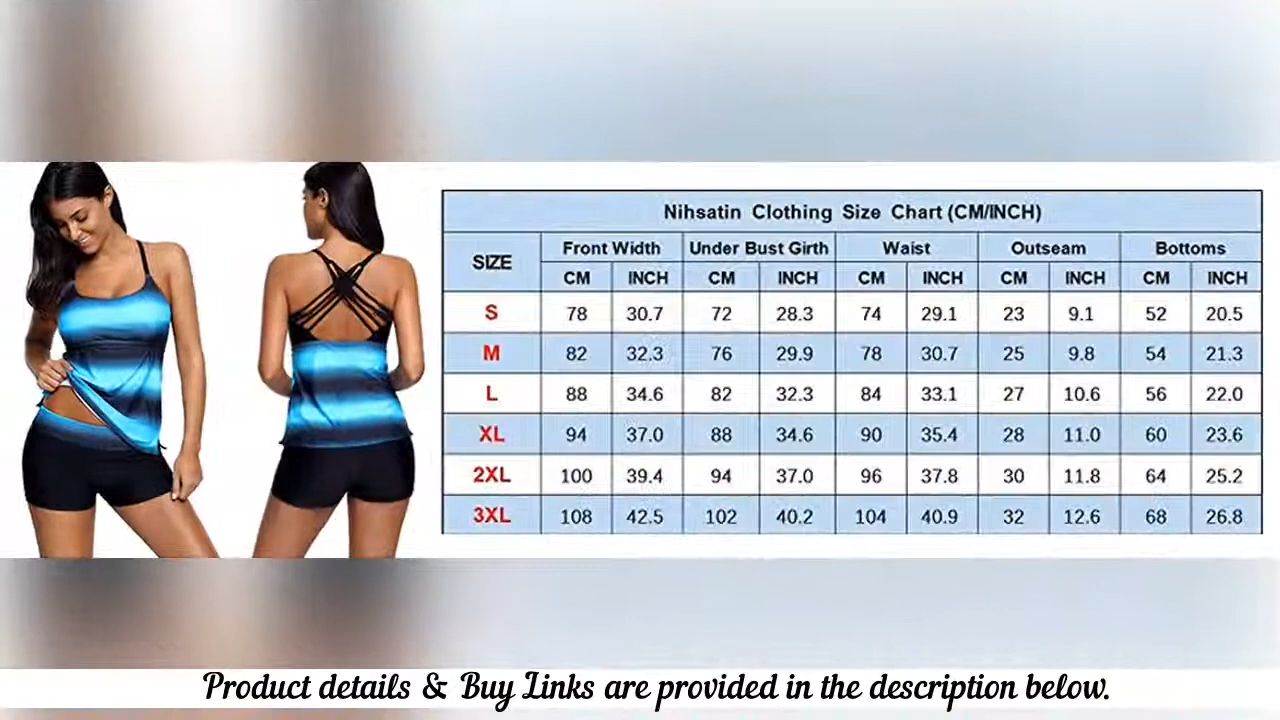 Nihsatin Clothing Size Chart (CM/INCH)
SIZE Front Width Under Bust Girth Waist Outseam Bottoms
CM INCH CM INCH CM INCH CM INCH CM INCH
S 78 30.7 72 28.3 74 29.1 23 9.1 52 20.5
M 82 32.3 76 29.9 78 30.7 25 9.8 54 21.3
L 88 34.6 82 32.3 84 33.1 27 10.6 56 22.0
XL 94 37.0 88 34.6 90 35.4 28 11.0 60 23.6
2XL 100 39.4 94 37.0 96 37.8 30 11.8 64 25.2
3XL 108 42.5 102 40.2 104 40.9 32 12.6 68 26.8
Product details & Buy Links are provided in the description below.